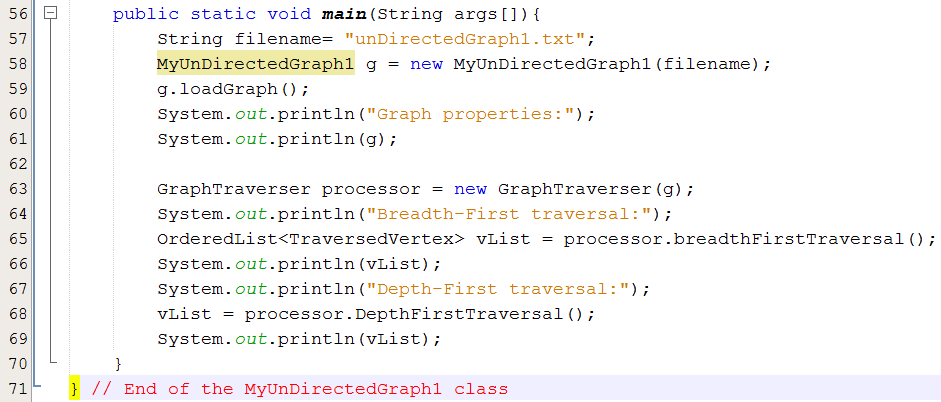 56 public static void main(String args[]){
57 String filename= "unDirectedGraph1.txt";
58 MyUnDirectedGraph1 g = new MyUnDirectedGraph1(filename);
59 g.loadGraph();
60 System.out.println("Graph properties:");
61 System.out.println(g);
62
63 GraphTraverser processor = new GraphTraverser(g);
64 System.out.println("Breadth-First traversal:");
65 OrderedList<TraversedVertex> vList = processor.breadthFirstTraversal();
66 System.out.println(vList);
67 System.out.println("Depth-First traversal:");
68 vList = processor.DepthFirstTraversal();
69 System.out.println(vList);
70 }
71 } // End of the MyUnDirectedGraph1 class